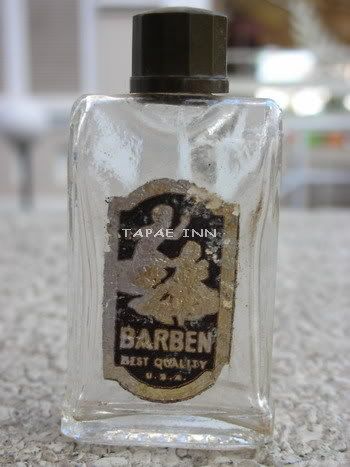 TAPAE INN
BARBEN
BEST QUALITY
U.S.A.